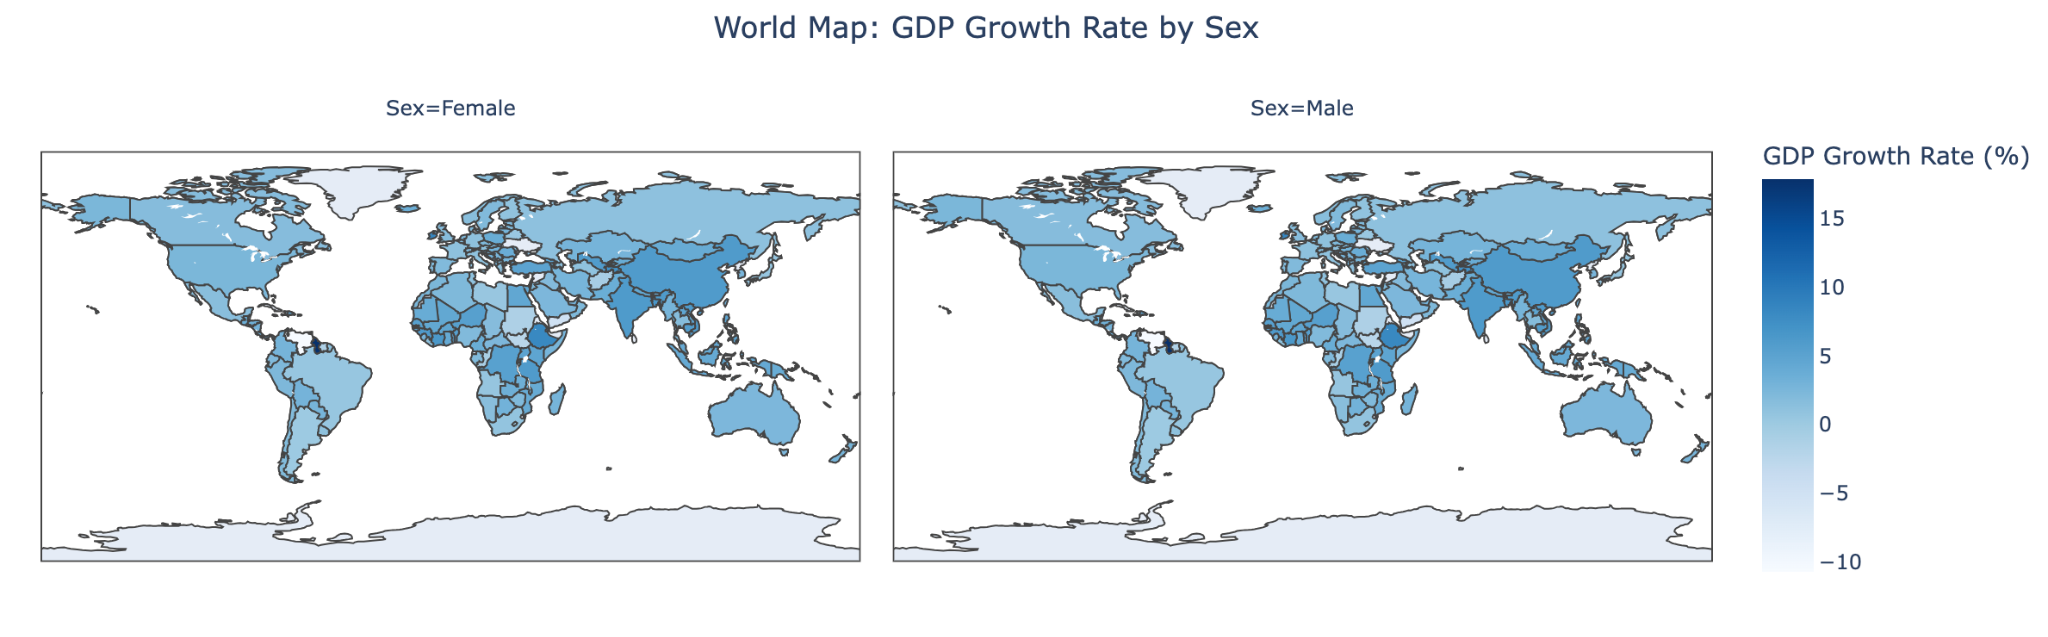 World Map: GDP Growth Rate by Sex
Sex=Female
Sex=Male
GDP Growth Rate (%)
15
10
5
0
−5
−10